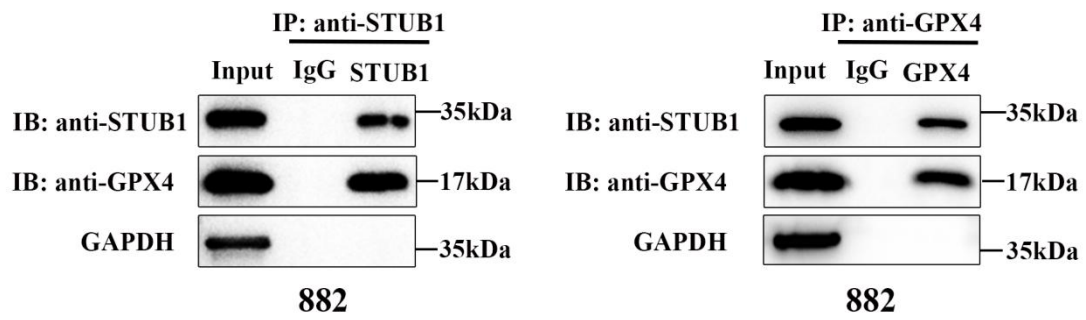 IP: anti-STUB1
Input IgG STUB1
IB: anti-STUB1 35kDa
IB: anti-GPX4 17kDa
GAPDH 35kDa
882
IP: anti-GPX4
Input IgG GPX4
IB: anti-STUB1 35kDa
IB: anti-GPX4 17kDa
GAPDH 35kDa
882